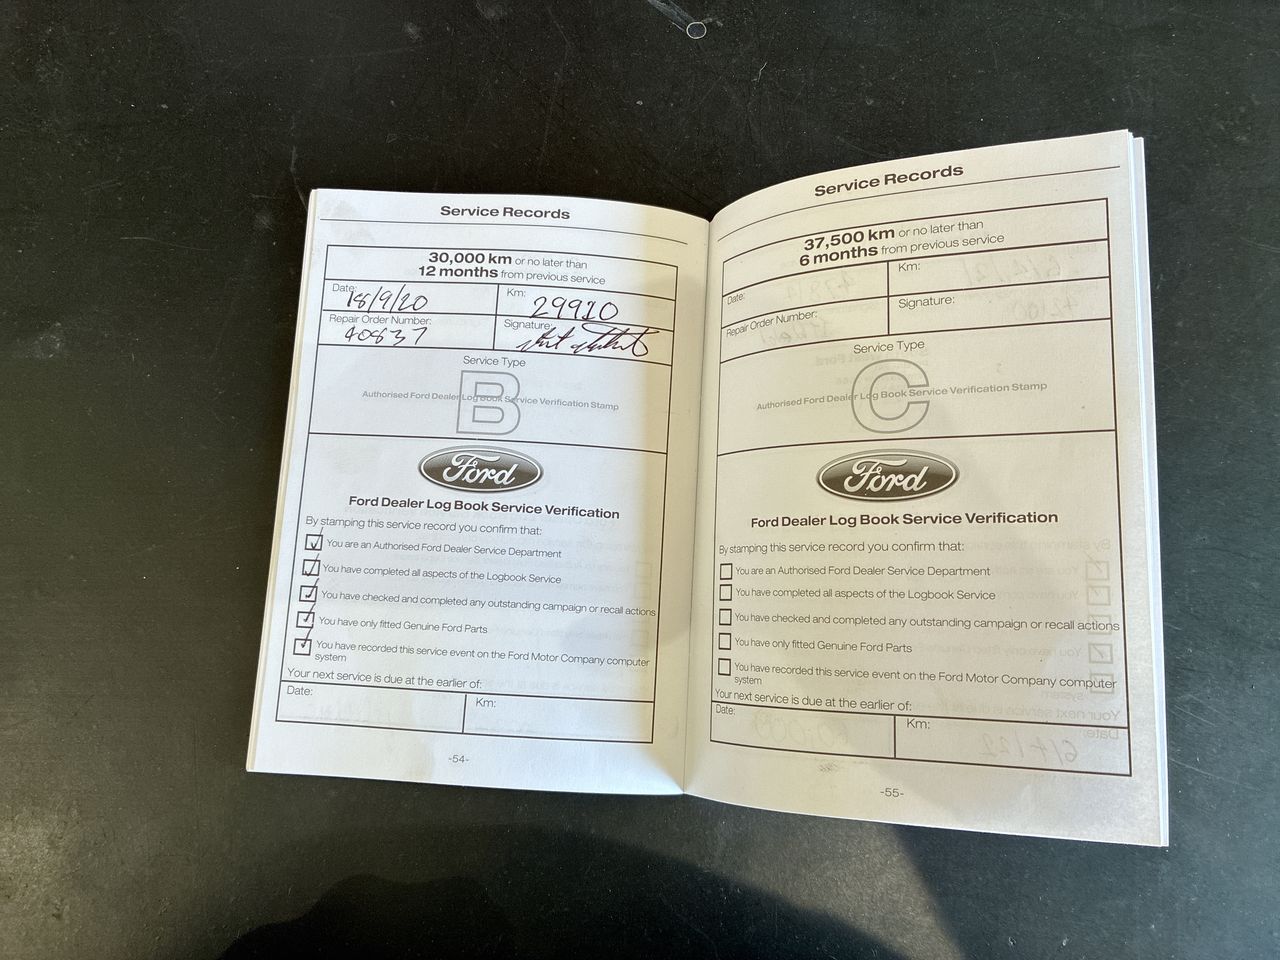 Service Records
30,000 km or no later than
12 months from previous service
Date:
18/9/20
Km:
29910
Repair Order Number:
40837
Signature:
Service Type
B
Authorised Ford Dealer Log Book Service Verification Stamp
Ford
Ford Dealer Log Book Service Verification
By stamping this service record you confirm that:
You are an Authorised Ford Dealer Service Department
You have completed all aspects of the Logbook Service
You have checked and completed any outstanding campaign or recall actions
You have only fitted Genuine Ford Parts
You have recorded this service event on the Ford Motor Company computer
system
Your next service is due at the earlier of:
Date:
Km:
-54-
Service Records
37,500 km or no later than
6 months from previous service
Date:
Km:
Repair Order Number:
Signature:
Service Type
C
Authorised Ford Dealer Log Book Service Verification Stamp
Ford
Ford Dealer Log Book Service Verification
By stamping this service record you confirm that:
You are an Authorised Ford Dealer Service Department
You have completed all aspects of the Logbook Service
You have checked and completed any outstanding campaign or recall actions
You have only fitted Genuine Ford Parts
You have recorded this service event on the Ford Motor Company computer
system
Your next service is due at the earlier of:
Date:
Km:
-55-